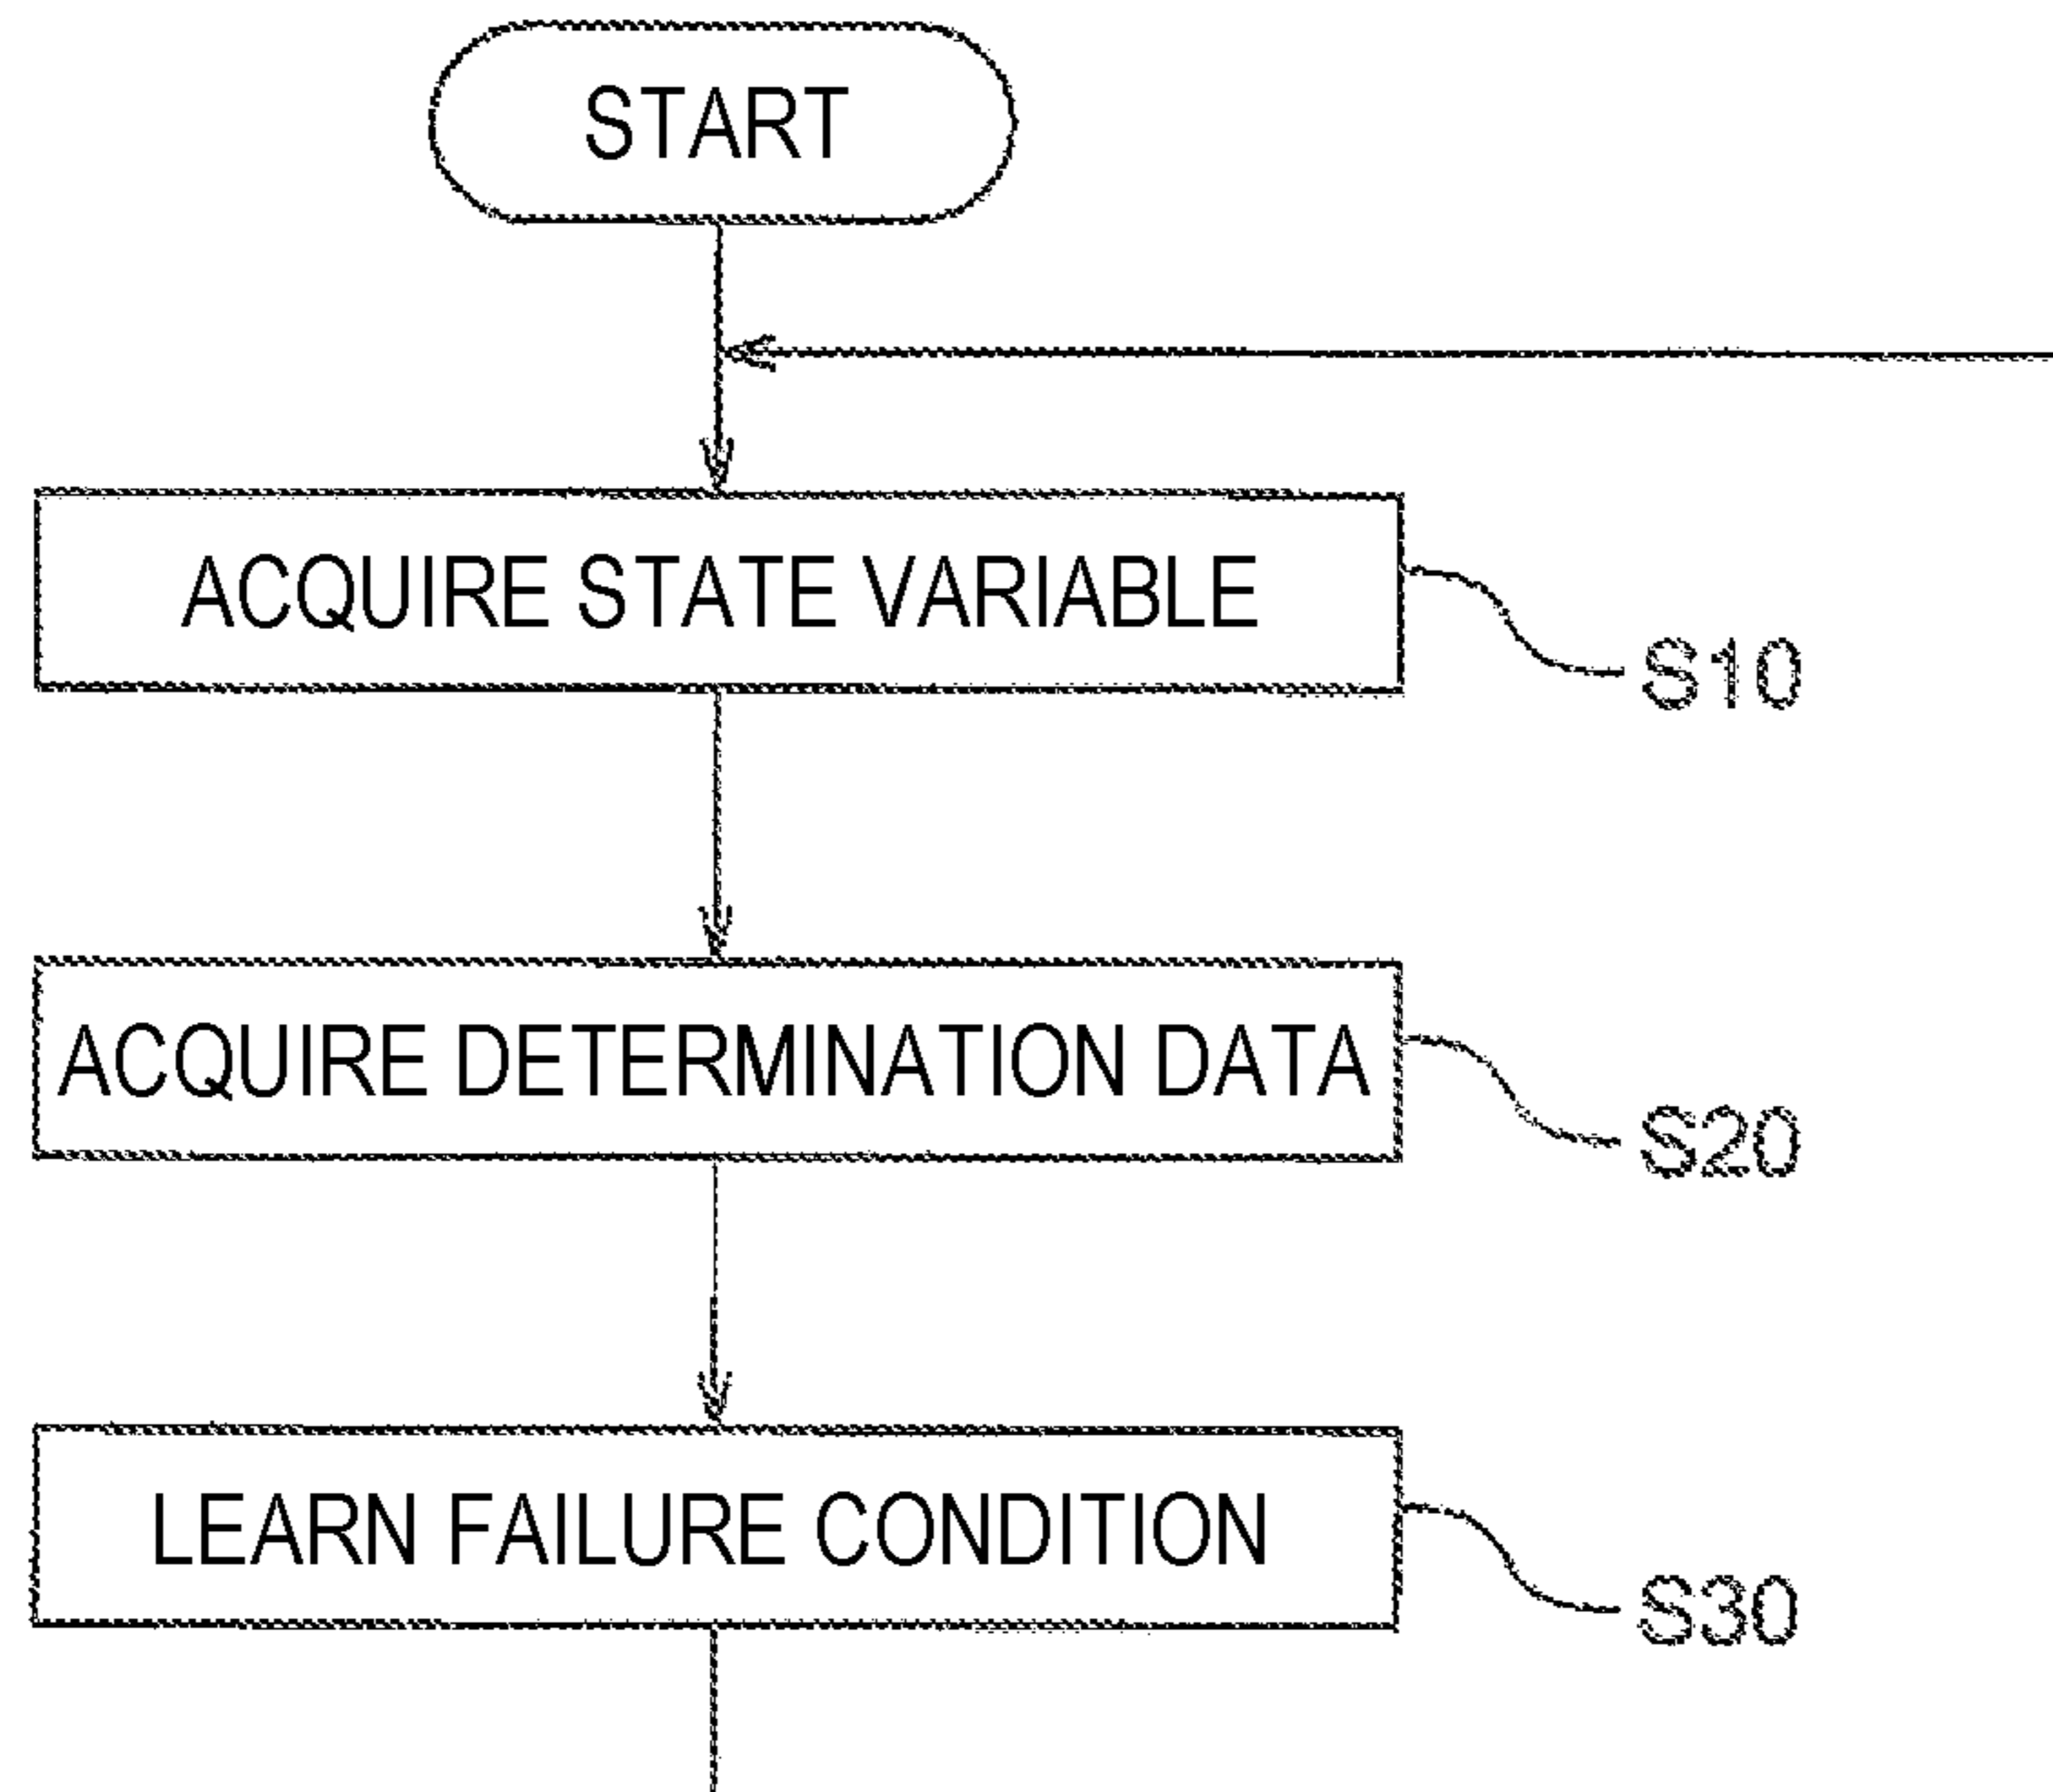 START
ACQUIRE STATE VARIABLE
S10
ACQUIRE DETERMINATION DATA
S20
LEARN FAILURE CONDITION
S30